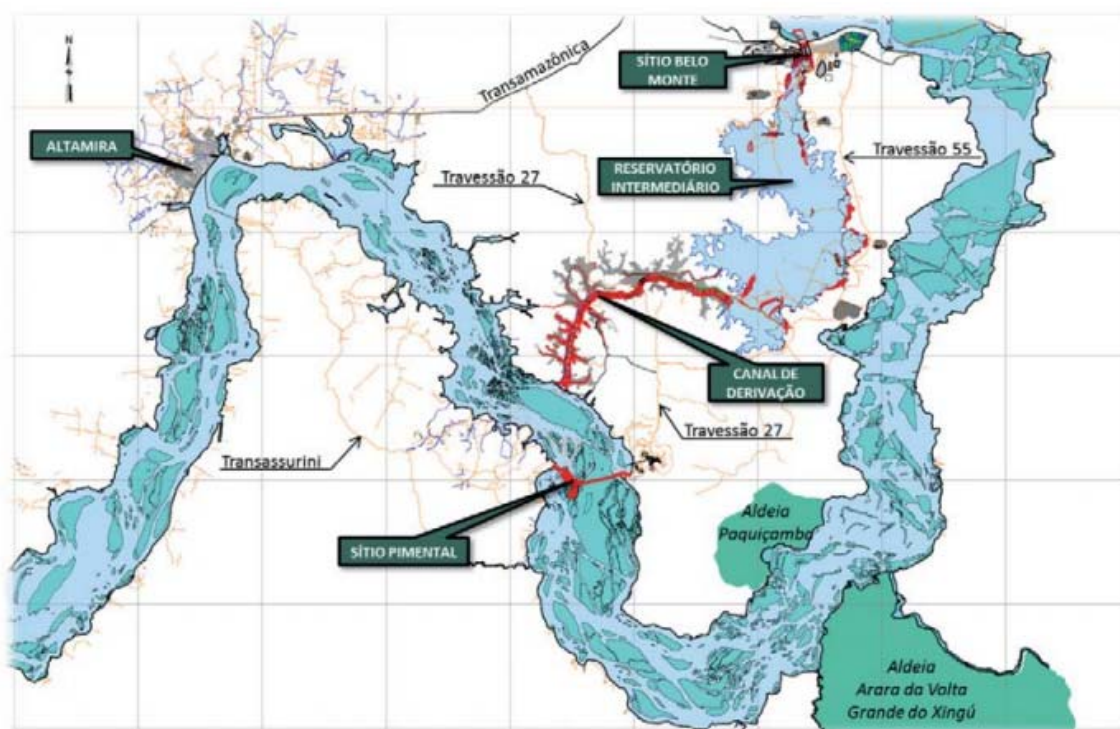 N
Transamazônica
SÍTIO BELO
MONTE
ALTAMIRA
Travessão 27
RESERVATÓRIO
INTERMEDIÁRIO
Travessão 55
CANAL DE
DERIVAÇÃO
Travessão 27
Transassurini
SÍTIO PIMENTAL
Aldeia
Paquiçamba
Aldeia
Arara da Volta
Grande do Xingú